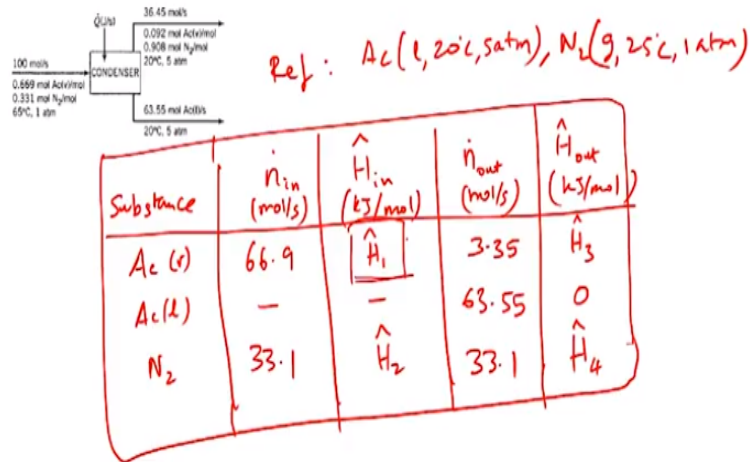 Q̇(J/s)
36.45 mol/s
0.092 mol Ac(v)/mol
0.908 mol N₂/mol
20°C, 5 atm
100 mol/s
CONDENSER
0.669 mol Ac(v)/mol
0.331 mol N₂/mol
65°C, 1 atm
63.55 mol Ac(l)/s
20°C, 5 atm
Ref : Ac(l, 20°c, 5atm), N₂(g, 25°c, 1 atm)
Substance ṅin (mol/s) Ĥin (kJ/mol) ṅout (mol/s) Ĥout (kJ/mol)
Ac (v) 66.9 Ĥ₁ 3.35 Ĥ₃
Ac(l) – – 63.55 0
N₂ 33.1 Ĥ₂ 33.1 Ĥ₄